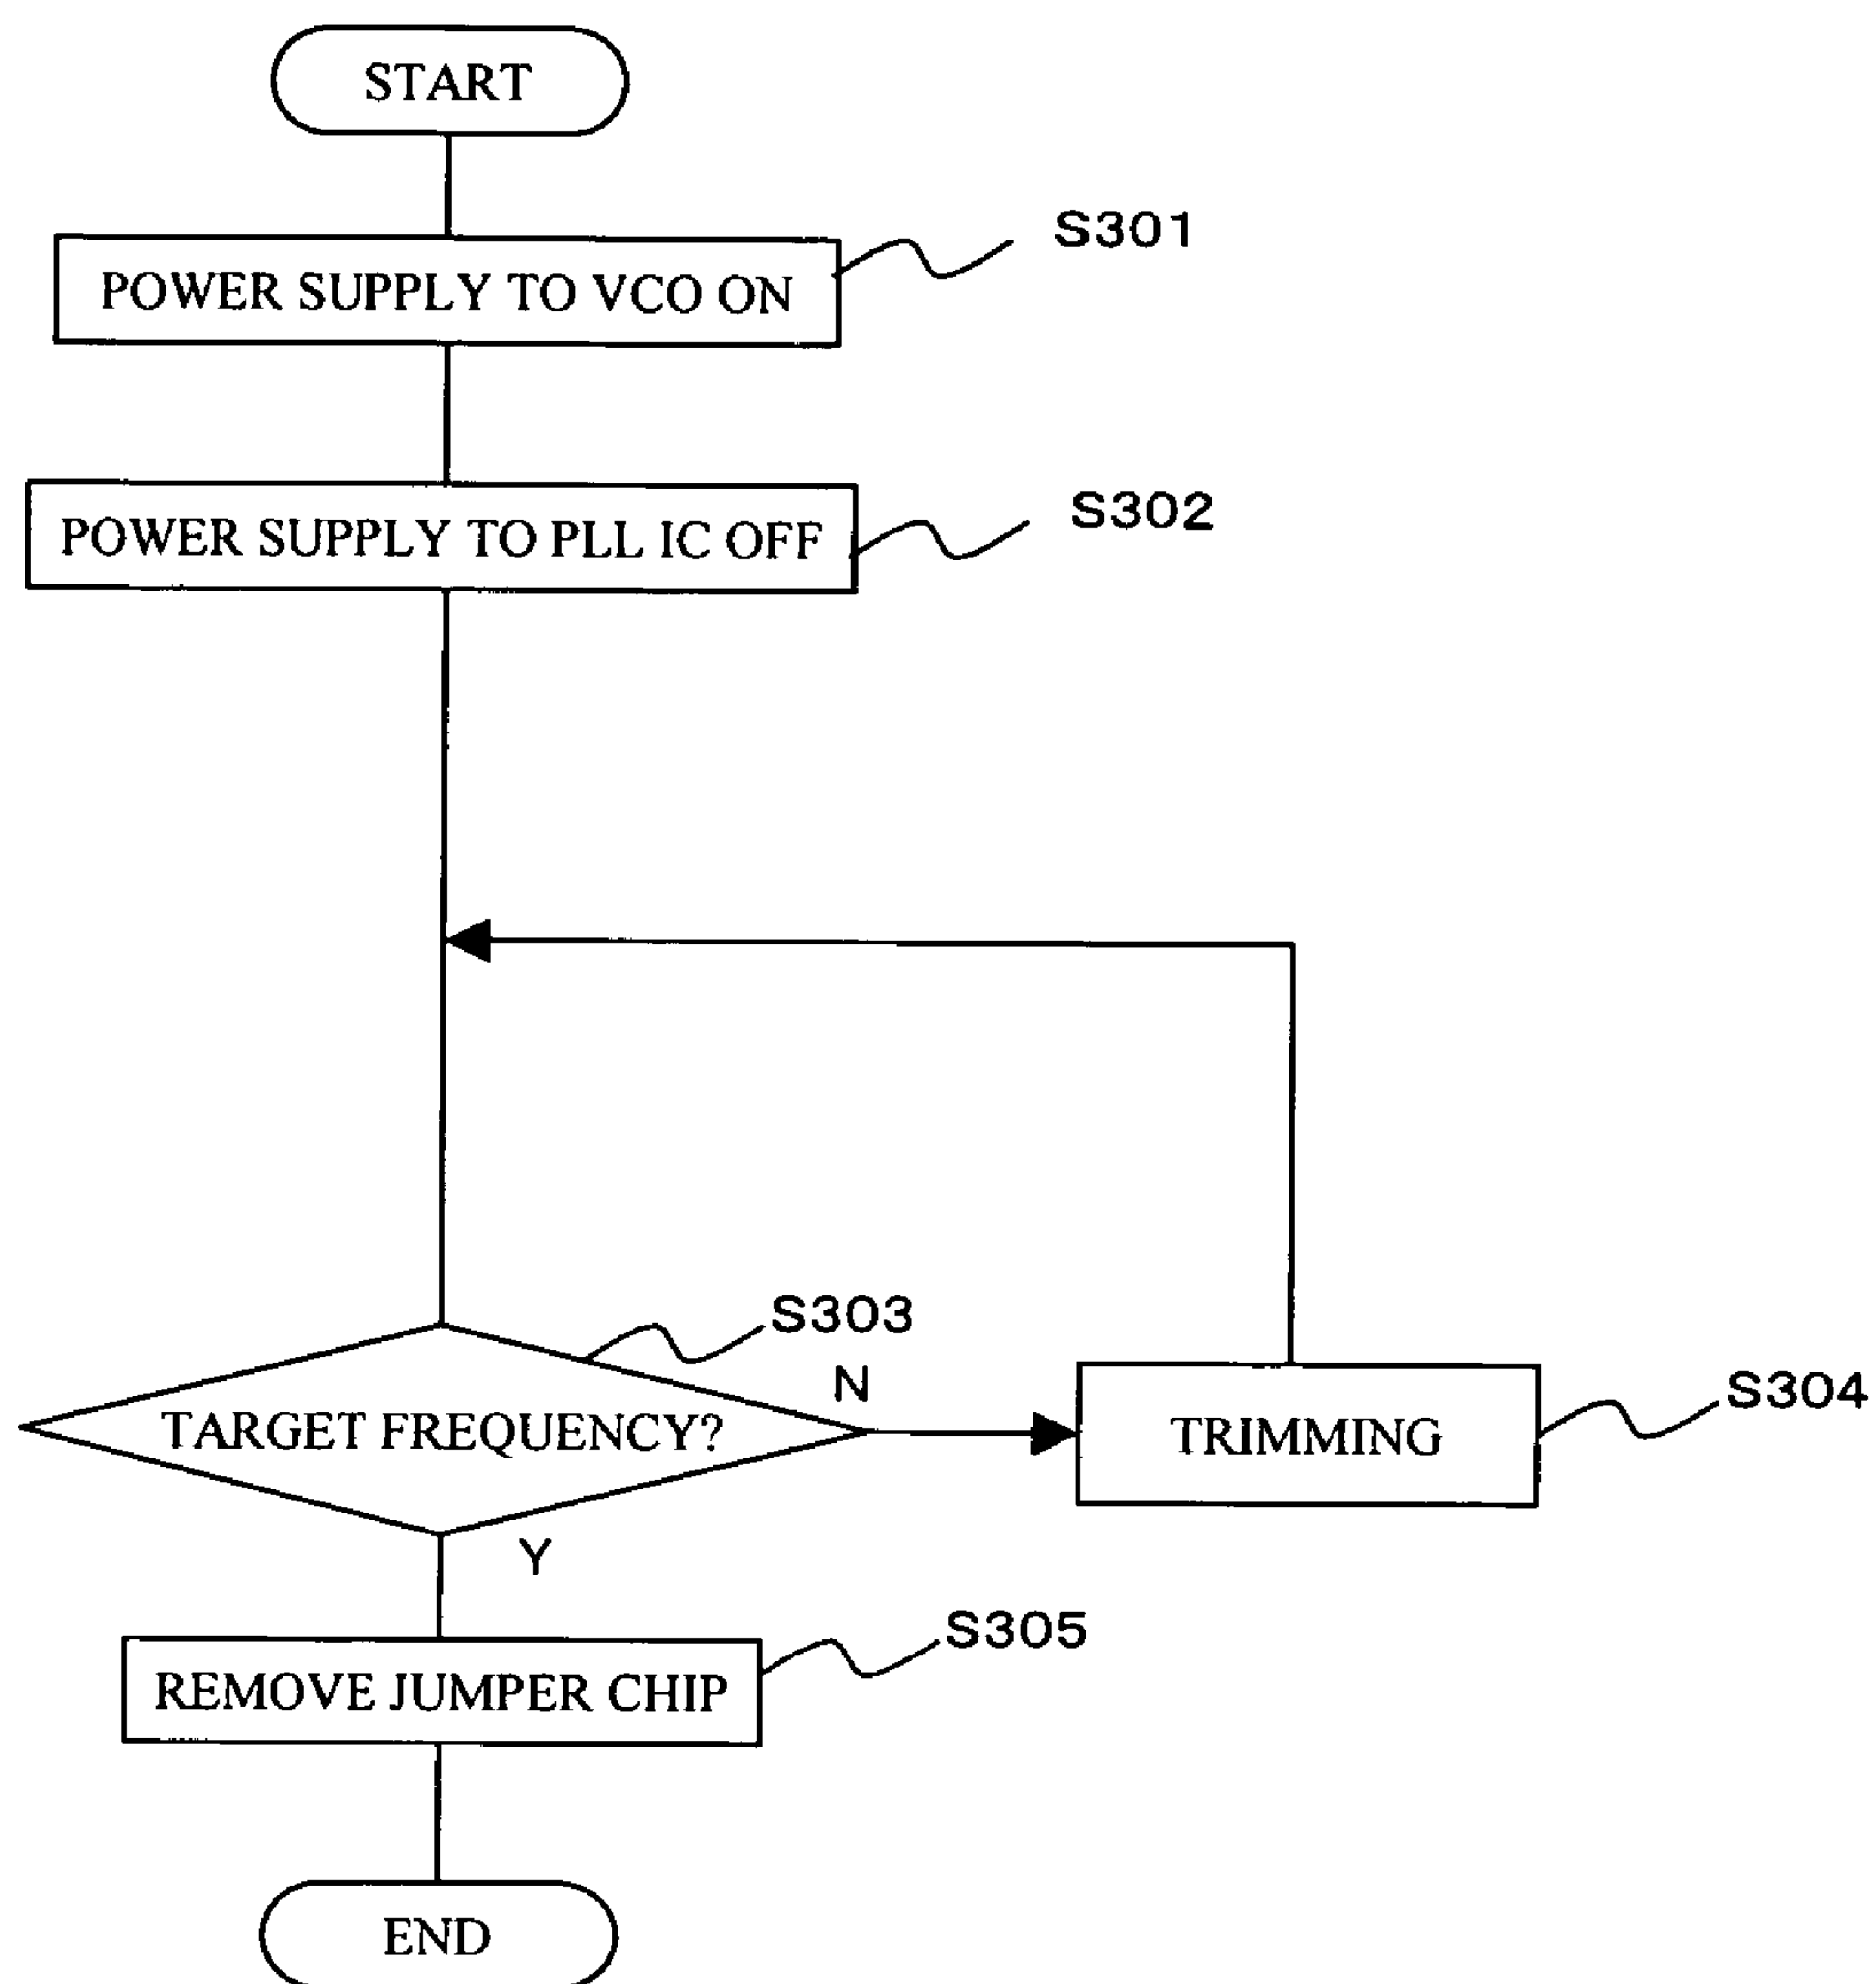 START
S301
POWER SUPPLY TO VCO ON
S302
POWER SUPPLY TO PLL IC OFF
S303
N
TARGET FREQUENCY?
S304
TRIMMING
Y
S305
REMOVE JUMPER CHIP
END